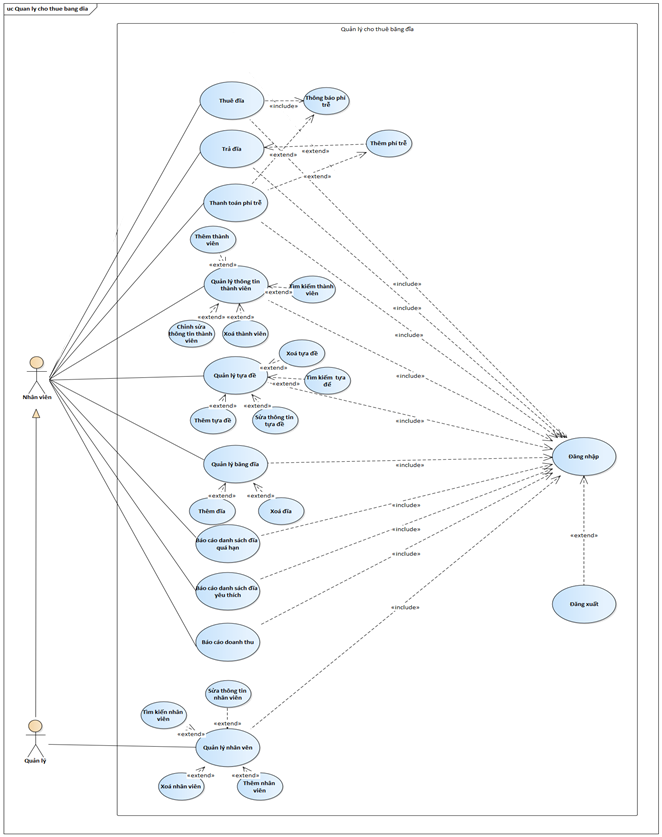 uc Quan ly cho thue bang dia
Quản lý cho thuê băng đĩa
Thuê đĩa
«include»
Thông báo phí
trễ
Trả đĩa
«extend»
«extend»
Thêm phí trễ
«extend»
Thanh toán phí trễ
Thêm thành
viên
«extend»
Quản lý thông tin
thành viên
«extend»
Tìm kiếm thành
viên
«include»
«include»
«extend»
«extend»
Chỉnh sửa
thông tin thành
viên
Xoá thành viên
«include»
Xoá tựa đề
«extend»
Quản lý tựa đề
«extend»
Tìm kiếm tựa
đề
«include»
Nhân viên
«extend»
«extend»
Thêm tựa đề
Sửa thông tin
tựa đề
«include»
Quản lý băng đĩa
«include»
Đăng nhập
«extend»
«extend»
Thêm đĩa
Xoá đĩa
«include»
«include»
Báo cáo danh sách đĩa
quá hạn
«extend»
«include»
Báo cáo danh sách đĩa
yêu thích
«include»
Đăng xuất
Báo cáo doanh thu
Sửa thông tin
nhân viên
Tìm kiến nhân
viên
«extend»
«extend»
Quản lý nhân vên
Quản lý
«extend»
«extend»
Xoá nhân viên
Thêm nhân
viên